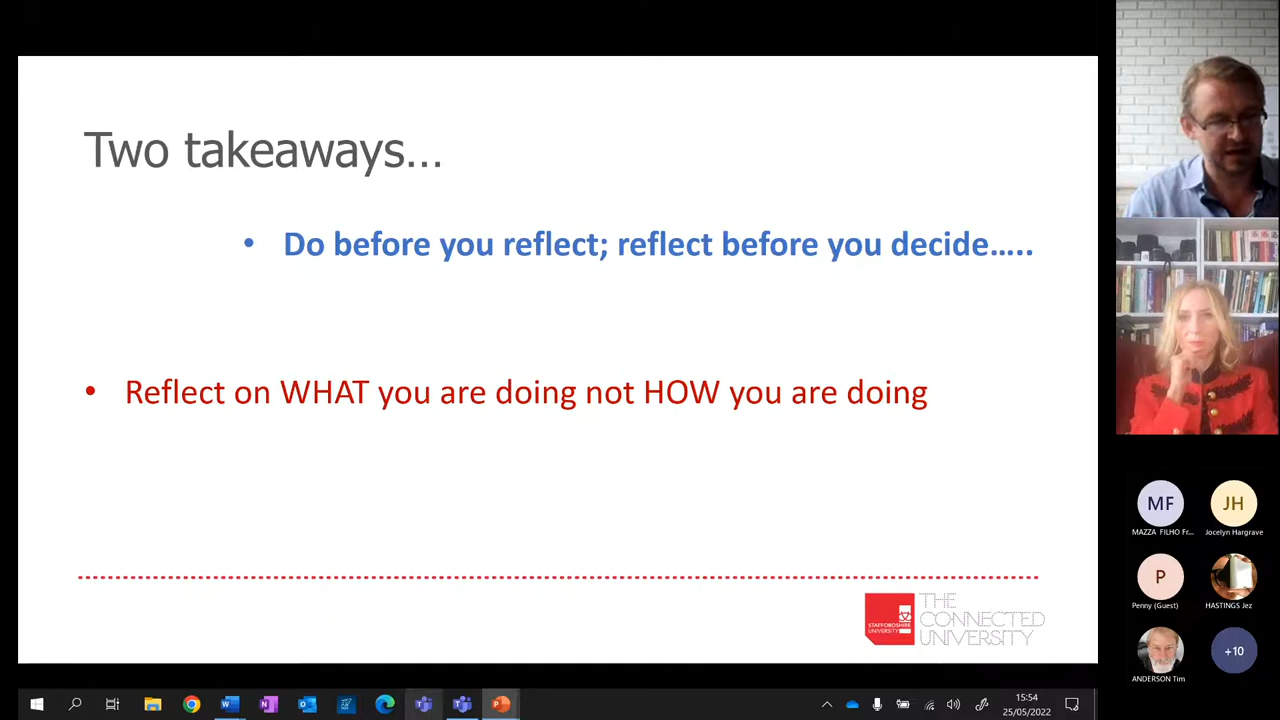 Two takeaways...
• Do before you reflect; reflect before you decide.....
• Reflect on WHAT you are doing not HOW you are doing
STAFFORDSHIRE
UNIVERSITY
THE
CONNECTED
UNIVERSITY
MF
JH
MAZZA FILHO Fr...
Jocelyn Hargrave
P
Penny (Guest)
HASTINGS Jez
+10
ANDERSON Tim
15:54
25/05/2022